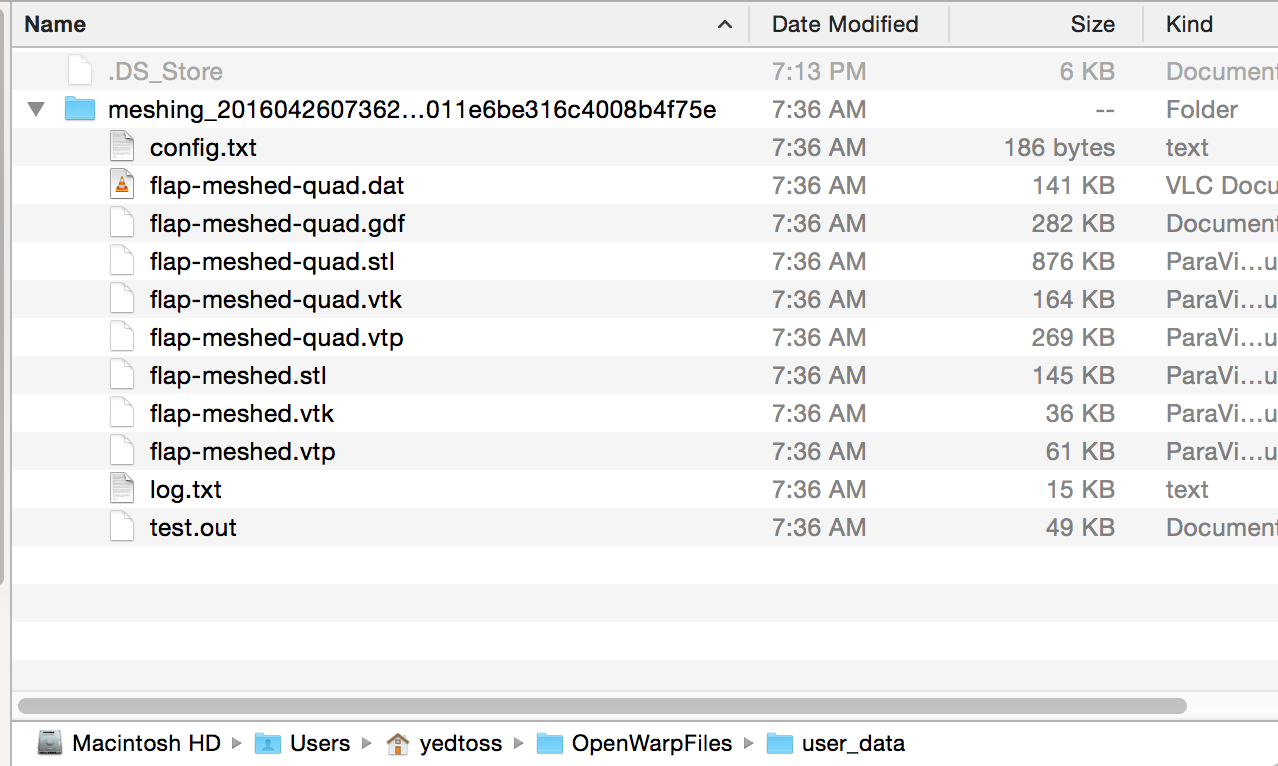 Name Date Modified Size Kind
.DS_Store 7:13 PM 6 KB Document
meshing_2016042607362...011e6be316c4008b4f75e 7:36 AM -- Folder
config.txt 7:36 AM 186 bytes text
flap-meshed-quad.dat 7:36 AM 141 KB VLC Docu
flap-meshed-quad.gdf 7:36 AM 282 KB Document
flap-meshed-quad.stl 7:36 AM 876 KB ParaVi...u
flap-meshed-quad.vtk 7:36 AM 164 KB ParaVi...u
flap-meshed-quad.vtp 7:36 AM 269 KB ParaVi...u
flap-meshed.stl 7:36 AM 145 KB ParaVi...u
flap-meshed.vtk 7:36 AM 36 KB ParaVi...u
flap-meshed.vtp 7:36 AM 61 KB ParaVi...u
log.txt 7:36 AM 15 KB text
test.out 7:36 AM 49 KB Document
Macintosh HD Users yedtoss OpenWarpFiles user_data